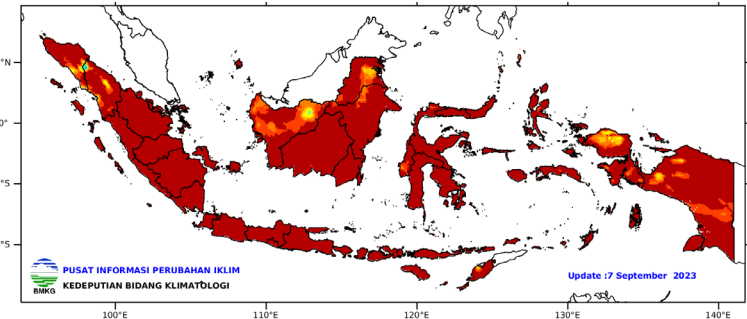 °N
0°
°S
°S
PUSAT INFORMASI PERUBAHAN IKLIM
KEDEPUTIAN BIDANG KLIMATOLOGI
BMKG
Update :7 September 2023
100°E
110°E
120°E
130°E
140°E